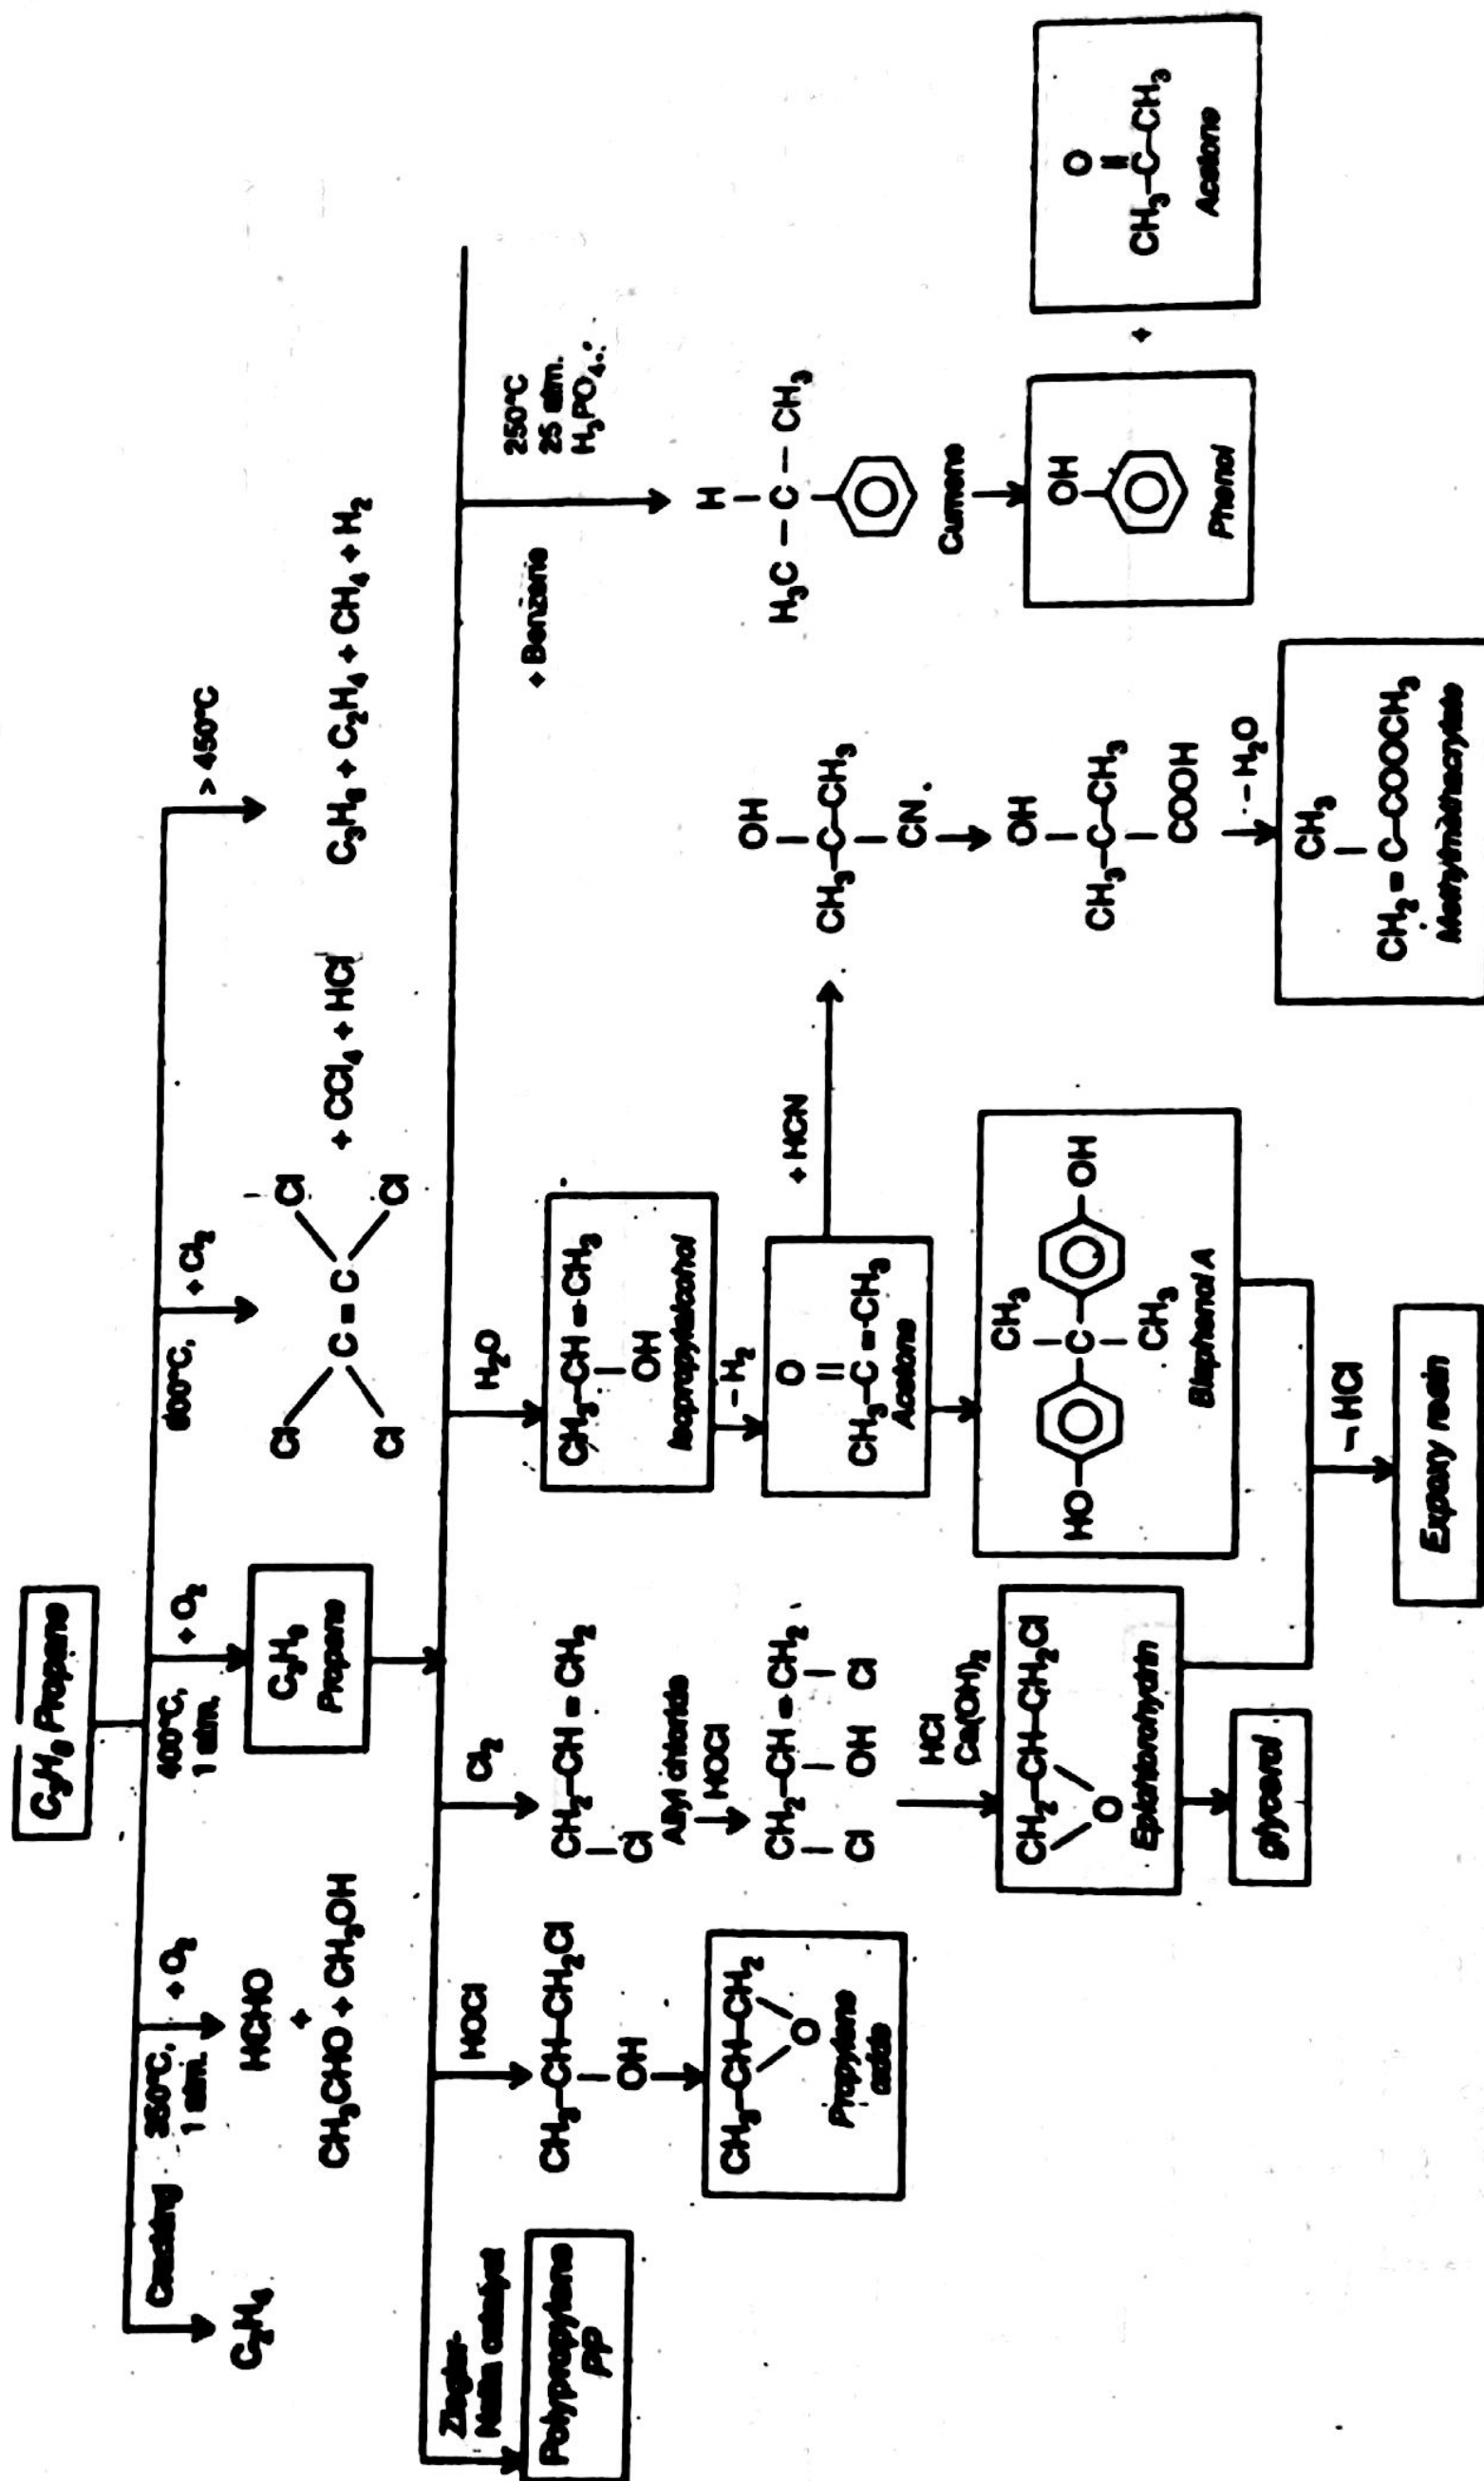 C₃H₈ Propane
Cracking
350°C, + O₂
1 atm.
400°C, + O₂
1 atm.
600°C, + Cl₂
> 450°C
C₂H₄
HCHO
+
CH₃CHO + CH₃OH
C₃H₆
Propene
Cl Cl
C = C
Cl Cl
+ CCl₄ + HCl
C₃H₆ + C₂H₄ + CH₄ + H₂
Ziegler-
Natta catalyst
HOCl
Cl₂
H₂O
+ Benzene
250°C
25 atm.
H₃PO₄
Polypropylene
PP
CH₃–CH–CH₂Cl
OH
CH₃–CH–CH₂
O
Propylene
oxide
CH₂–CH = CH₂
Cl
Allyl chloride
HOCl
CH₂–CH–CH₂
Cl OH Cl
HCl
Ca(OH)₂
CH₂–CH–CH₂Cl
O
Epichlorohydrin
glycerol
CH₃–CH–CH₃
OH
Isopropylalcohol
– H₂
O
CH₃–C–CH₃
Acetone
+ HCN
CH₃
HO C OH
CH₃
Bisphenol A
– HCl
Expoxy resin
OH
CH₃–C–CH₃
CN
OH
CH₃–C–CH₃
COOH
– H₂O
CH₃
CH₂ = C–COOCH₃
Methylmethacrylate
H
H₃C – C – CH₃
Cumene
OH
Phenol
+
O
CH₃–C–CH₃
Acetone